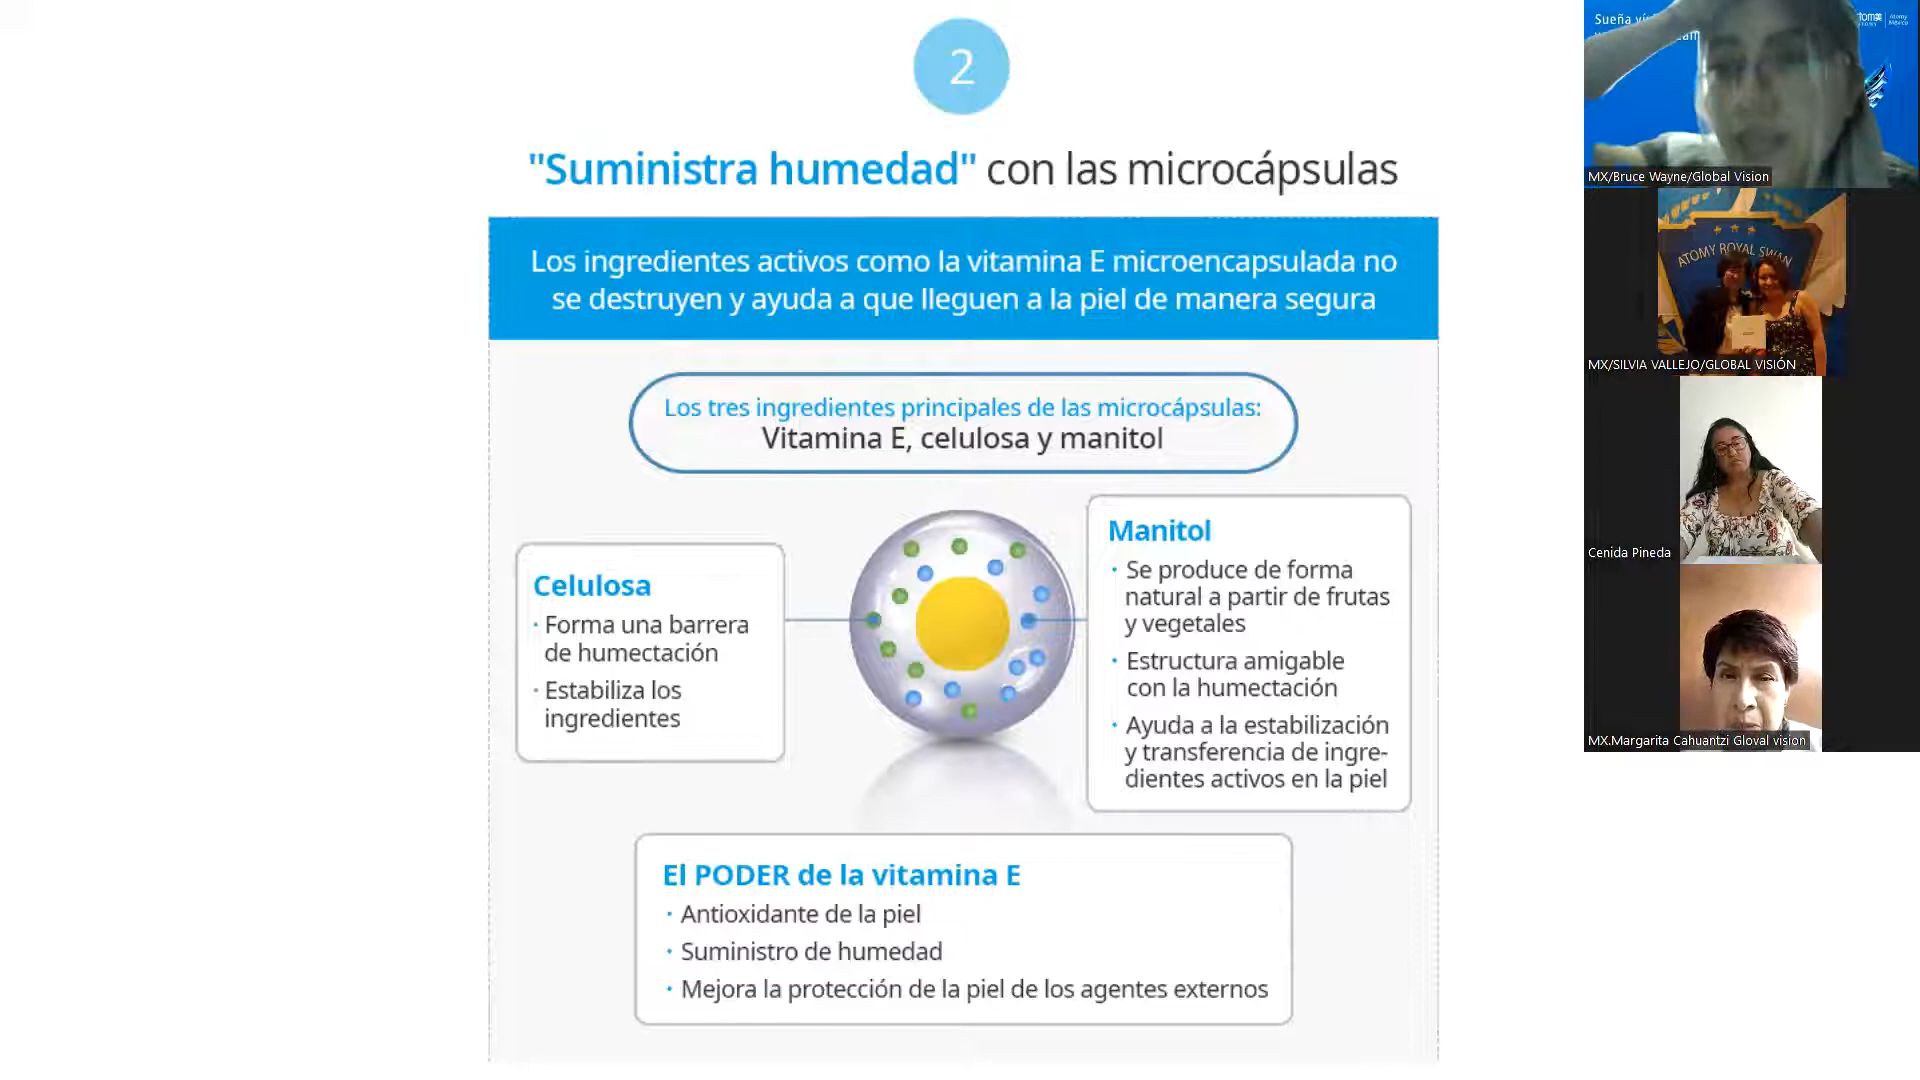 2
"Suministra humedad" con las microcápsulas
Los ingredientes activos como la vitamina E microencapsulada no
se destruyen y ayuda a que lleguen a la piel de manera segura
Los tres ingredientes principales de las microcápsulas:
Vitamina E, celulosa y manitol
Celulosa
· Forma una barrera
de humectación
· Estabiliza los
ingredientes
Manitol
· Se produce de forma
natural a partir de frutas
y vegetales
· Estructura amigable
con la humectación
· Ayuda a la estabilización
y transferencia de ingre-
dientes activos en la piel
El PODER de la vitamina E
· Antioxidante de la piel
· Suministro de humedad
· Mejora la protección de la piel de los agentes externos
Sueña
MX/Bruce Wayne/Global Vision
ATOMY ROYAL SWAN
MX/SILVIA VALLEJO/GLOBAL VISIÓN
Cenida Pineda
MX.Margarita Cahuantzi Gloval vision